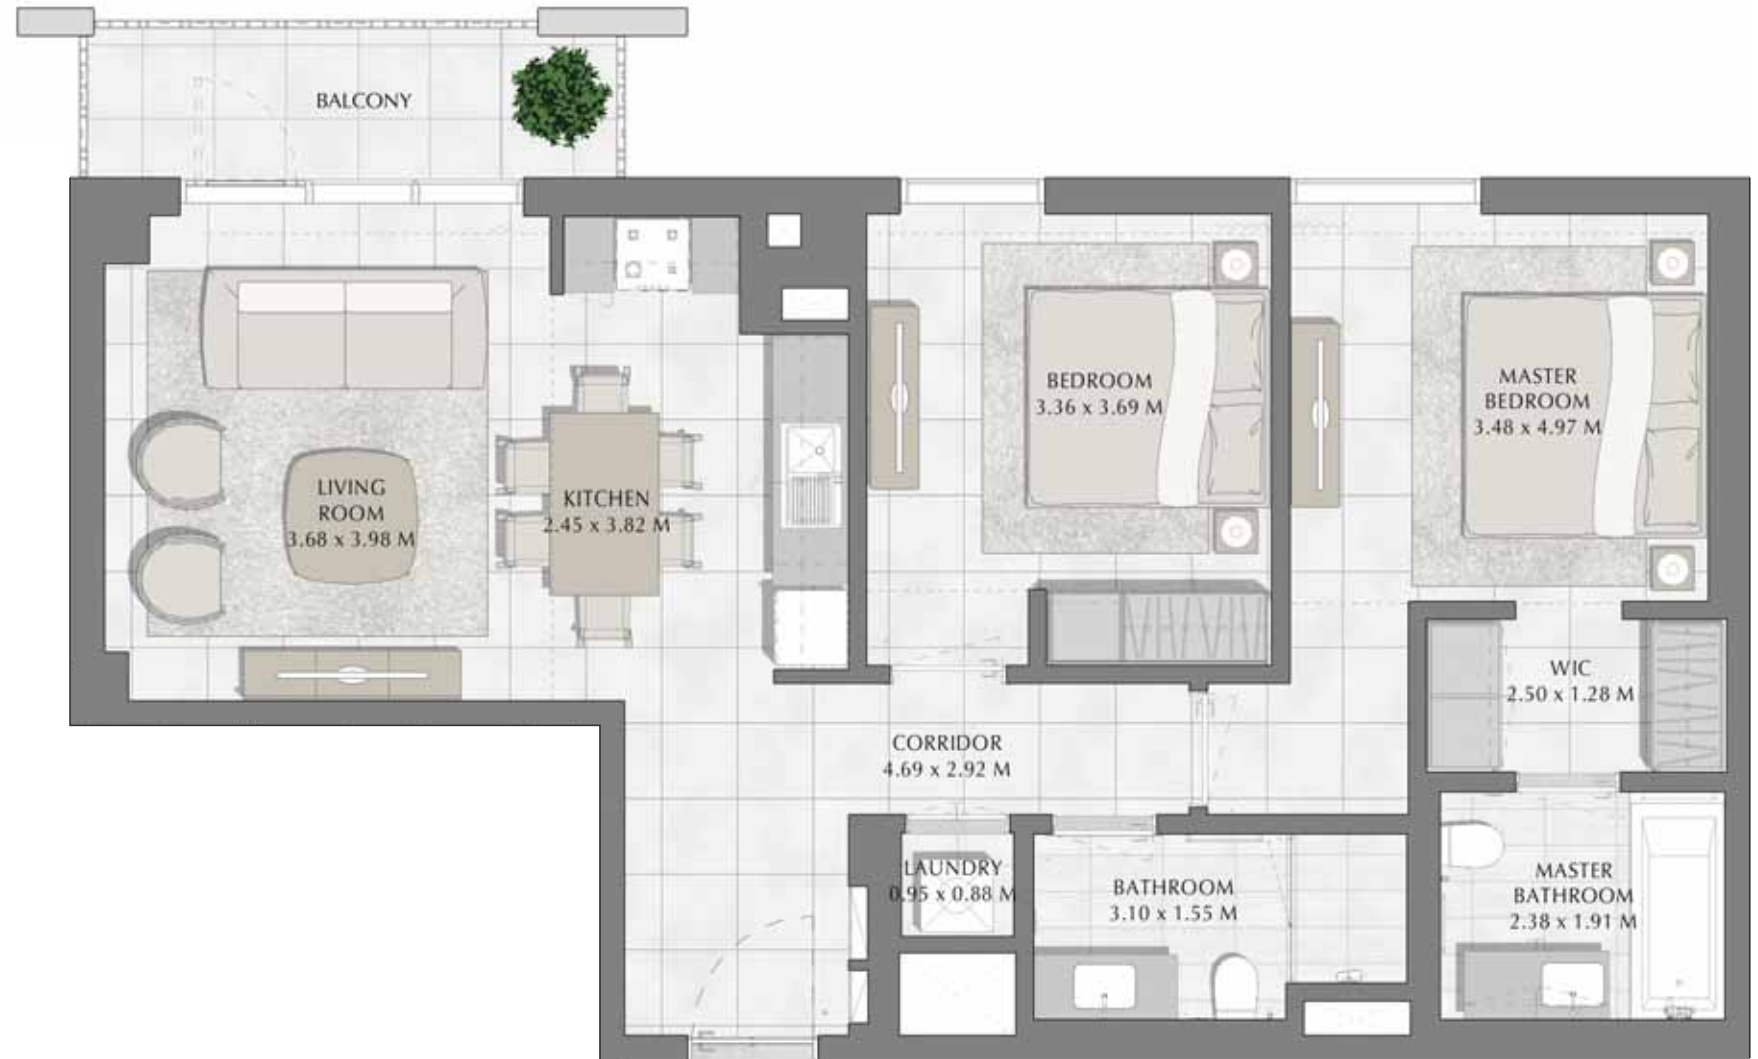 BALCONY
BEDROOM
3.36 x 3.69 M
MASTER
BEDROOM
3.48 x 4.97 M
LIVING
ROOM
3.68 x 3.98 M
KITCHEN
2.45 x 3.82 M
WIC
2.50 x 1.28 M
CORRIDOR
4.69 x 2.92 M
LAUNDRY
0.95 x 0.88 M
BATHROOM
3.10 x 1.55 M
MASTER
BATHROOM
2.38 x 1.91 M